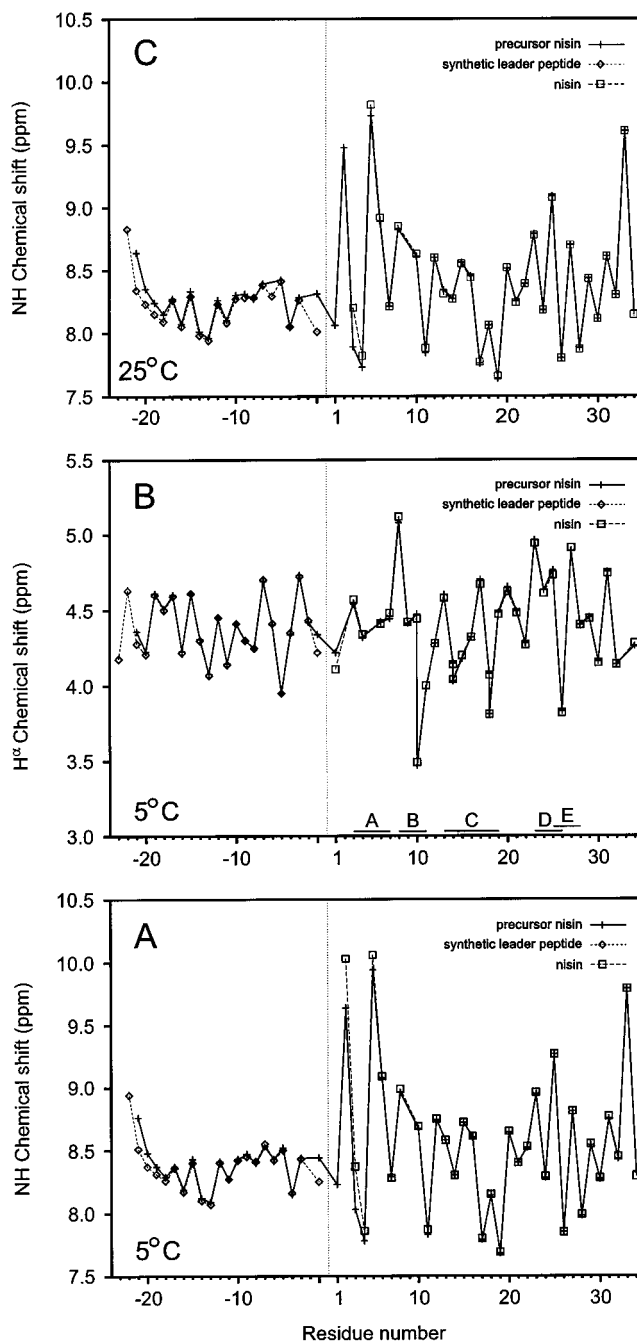 C
precursor nisin
synthetic leader peptide
nisin
NH Chemical shift (ppm)
10.5
10.0
9.5
9.0
8.5
8.0
7.5
25°C
-20 -10 1 10 20 30
B
precursor nisin
synthetic leader peptide
nisin
Hα Chemical shift (ppm)
5.5
5.0
4.5
4.0
3.5
3.0
5°C
A B C D E
-20 -10 1 10 20 30
A
precursor nisin
synthetic leader peptide
nisin
NH Chemical shift (ppm)
10.5
10.0
9.5
9.0
8.5
8.0
7.5
5°C
-20 -10 1 10 20 30
Residue number